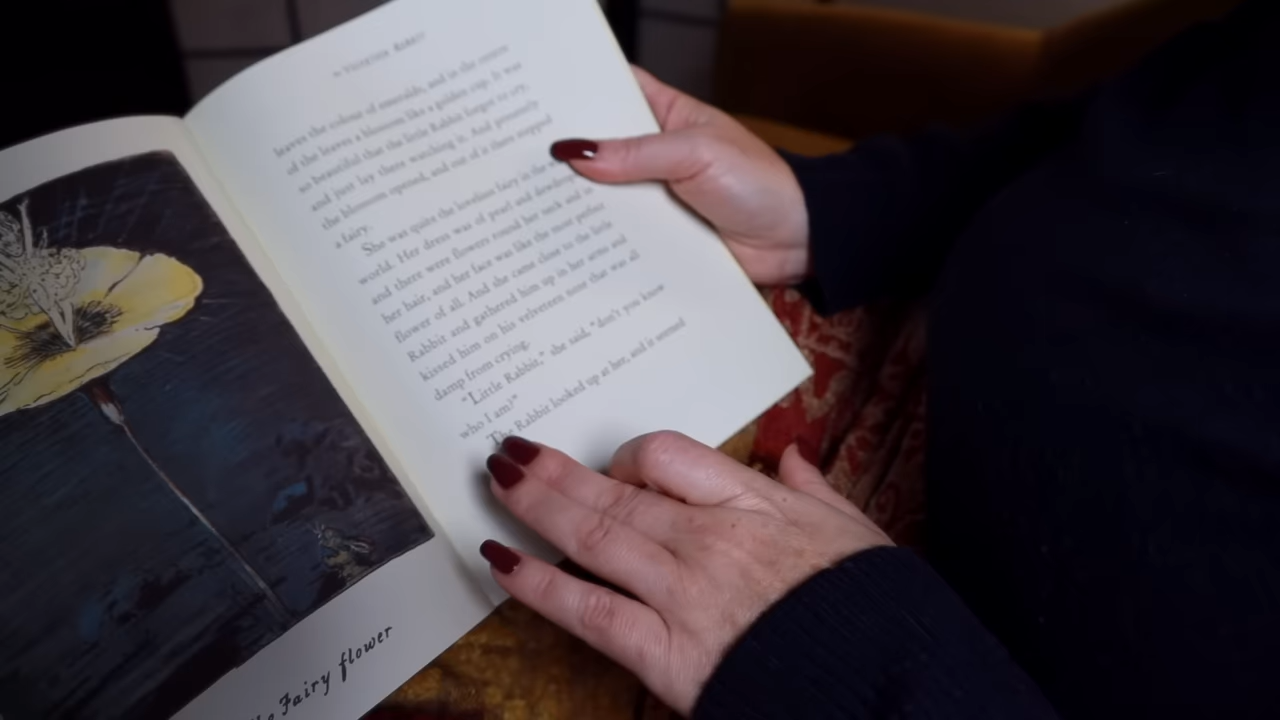 The Fairy flower
The VELVETEEN RABBIT
leaves the colour of emeralds, and in the centre
of the leaves a blossom like a golden cup. It was
so beautiful that the little Rabbit forgot to cry,
and just lay there watching it. And presently
the blossom opened, and out of it there stepped
a fairy.
She was quite the loveliest fairy in the
world. Her dress was of pearl and dewdrops,
and there were flowers round her neck and in
her hair, and her face was like the most perfect
flower of all. And she came close to the little
Rabbit and gathered him up in her arms and
kissed him on his velveteen nose that was all
damp from crying.
"Little Rabbit," she said, "don't you know
who I am?"
The Rabbit looked up at her, and it seemed